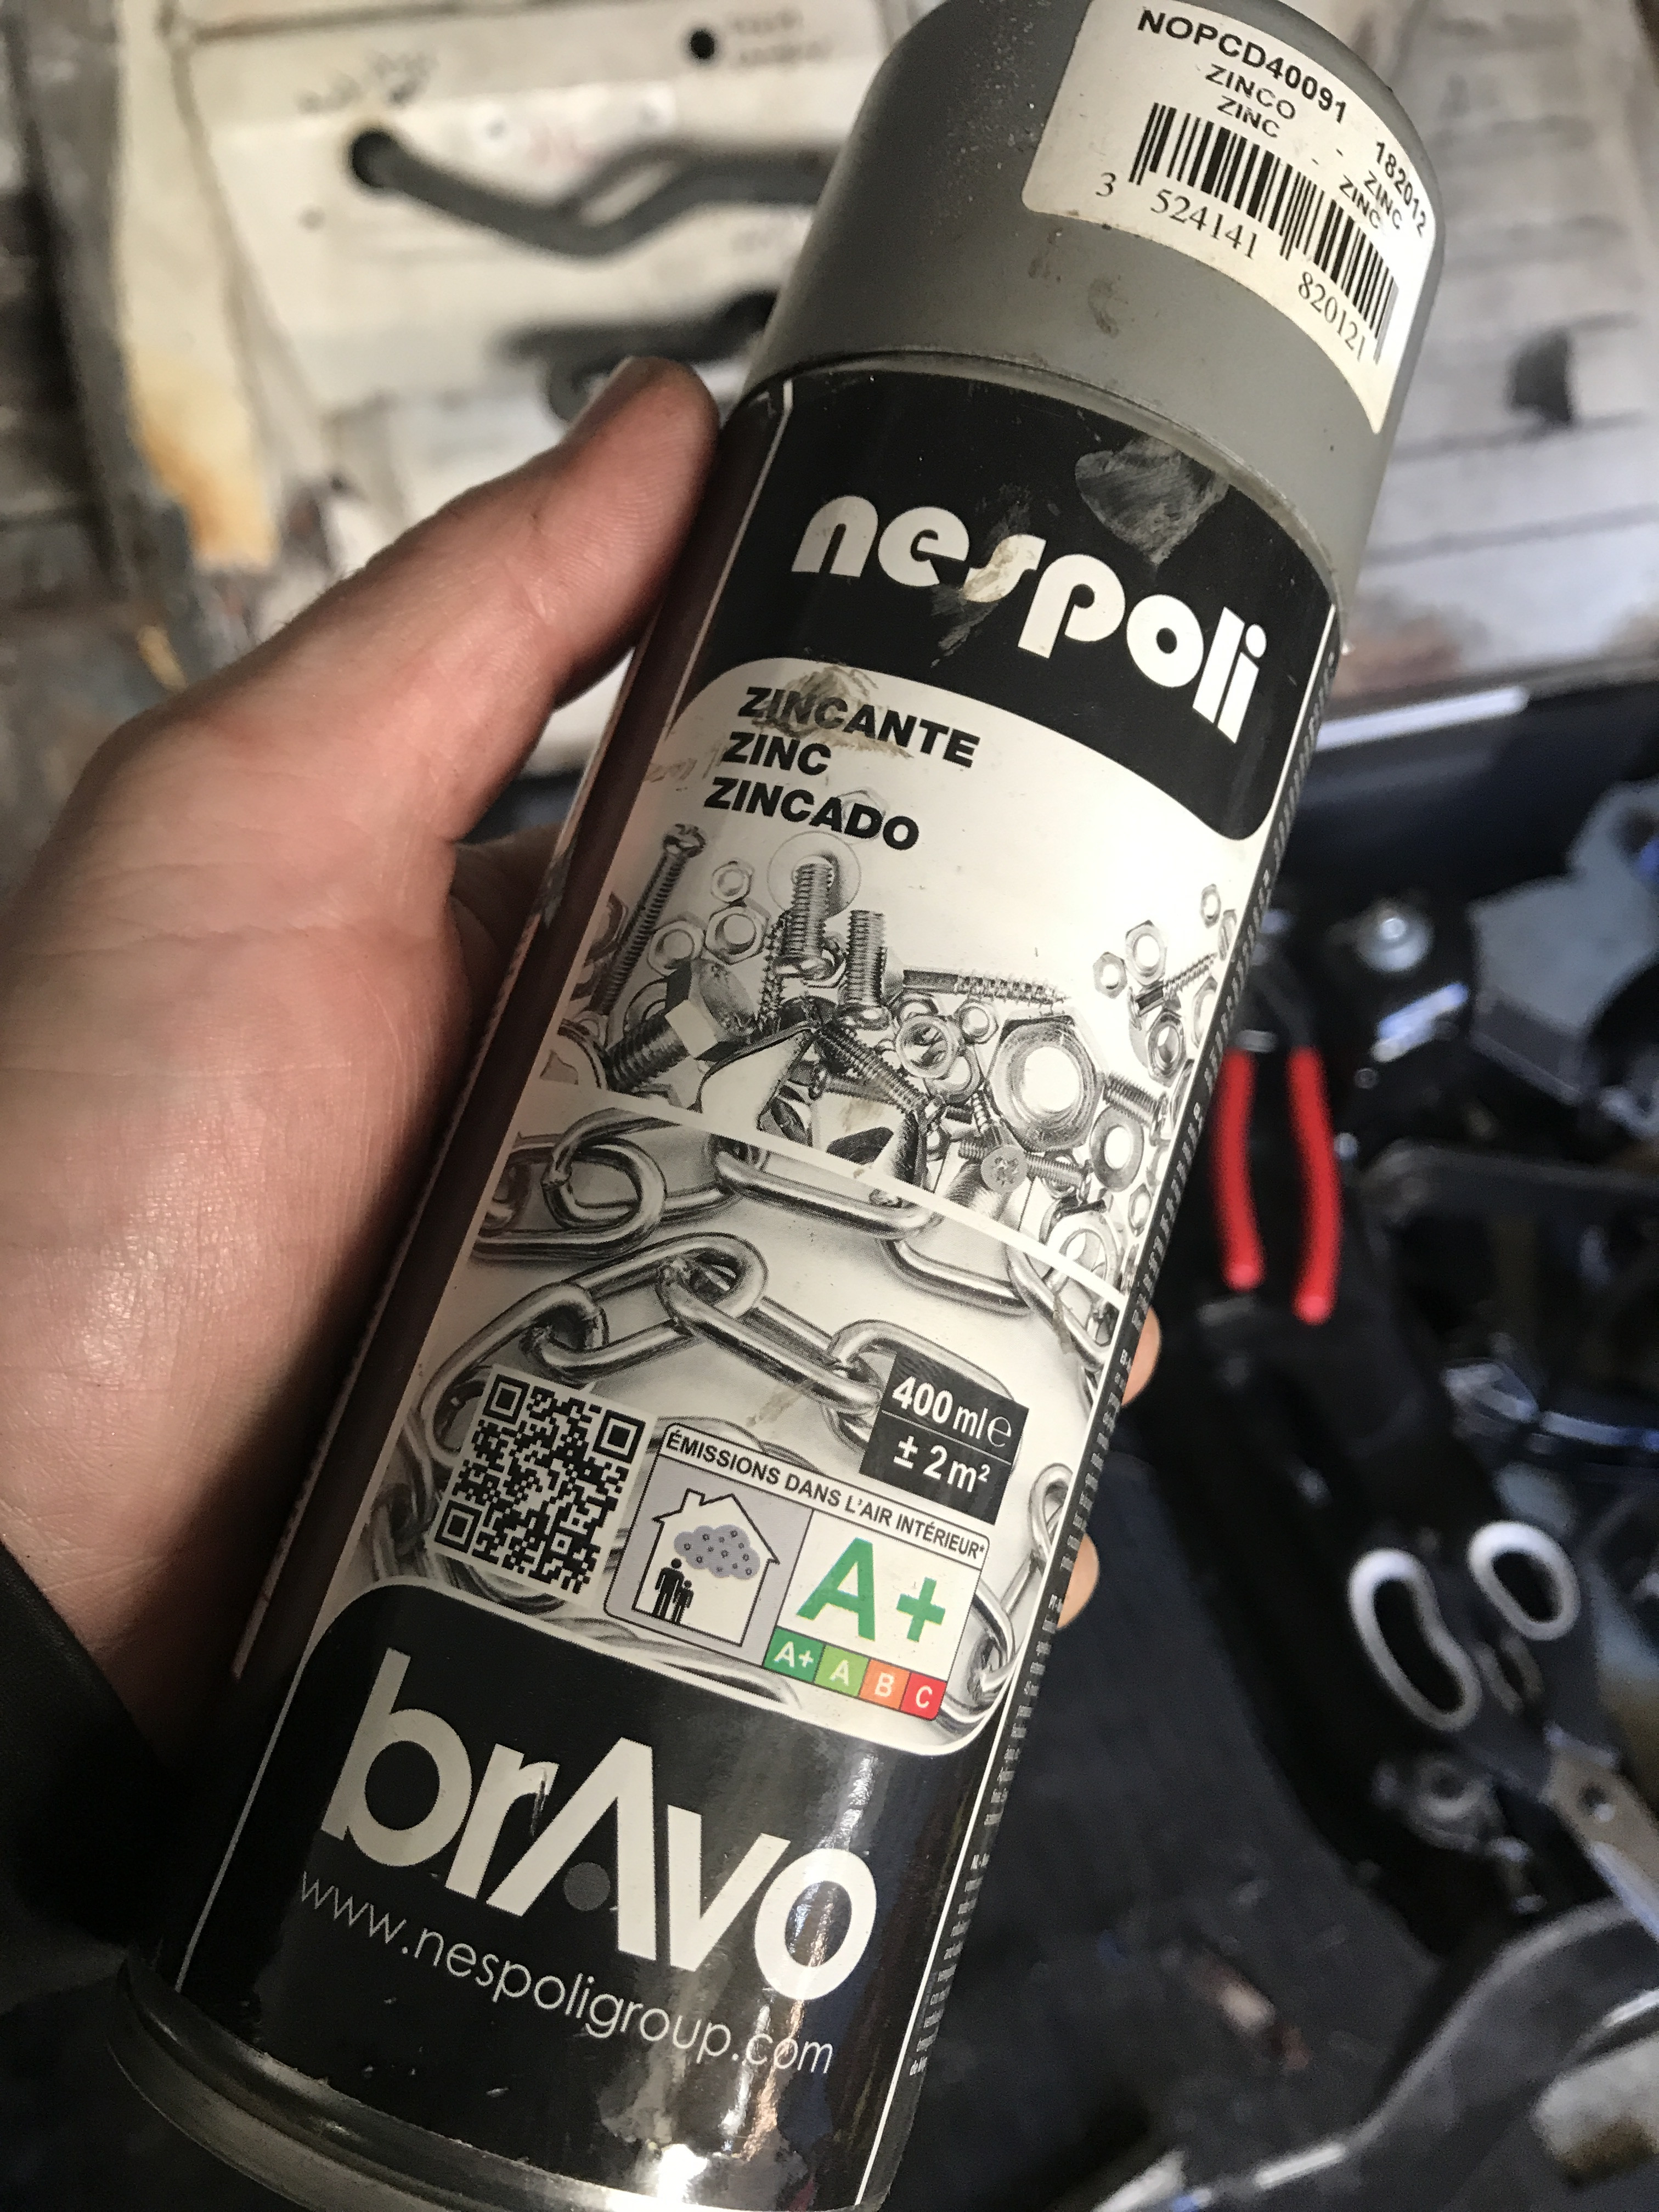 NOPCD40091
182012
ZINCO - ZINC
ZINC - ZINC
3 524141 820121
nespoli
ZINCANTE
ZINC
ZINCADO
400 ml e
± 2 m²
ÉMISSIONS DANS L'AIR INTÉRIEUR*
A+
A+ A B C
brAvo
www.nespoligroup.com